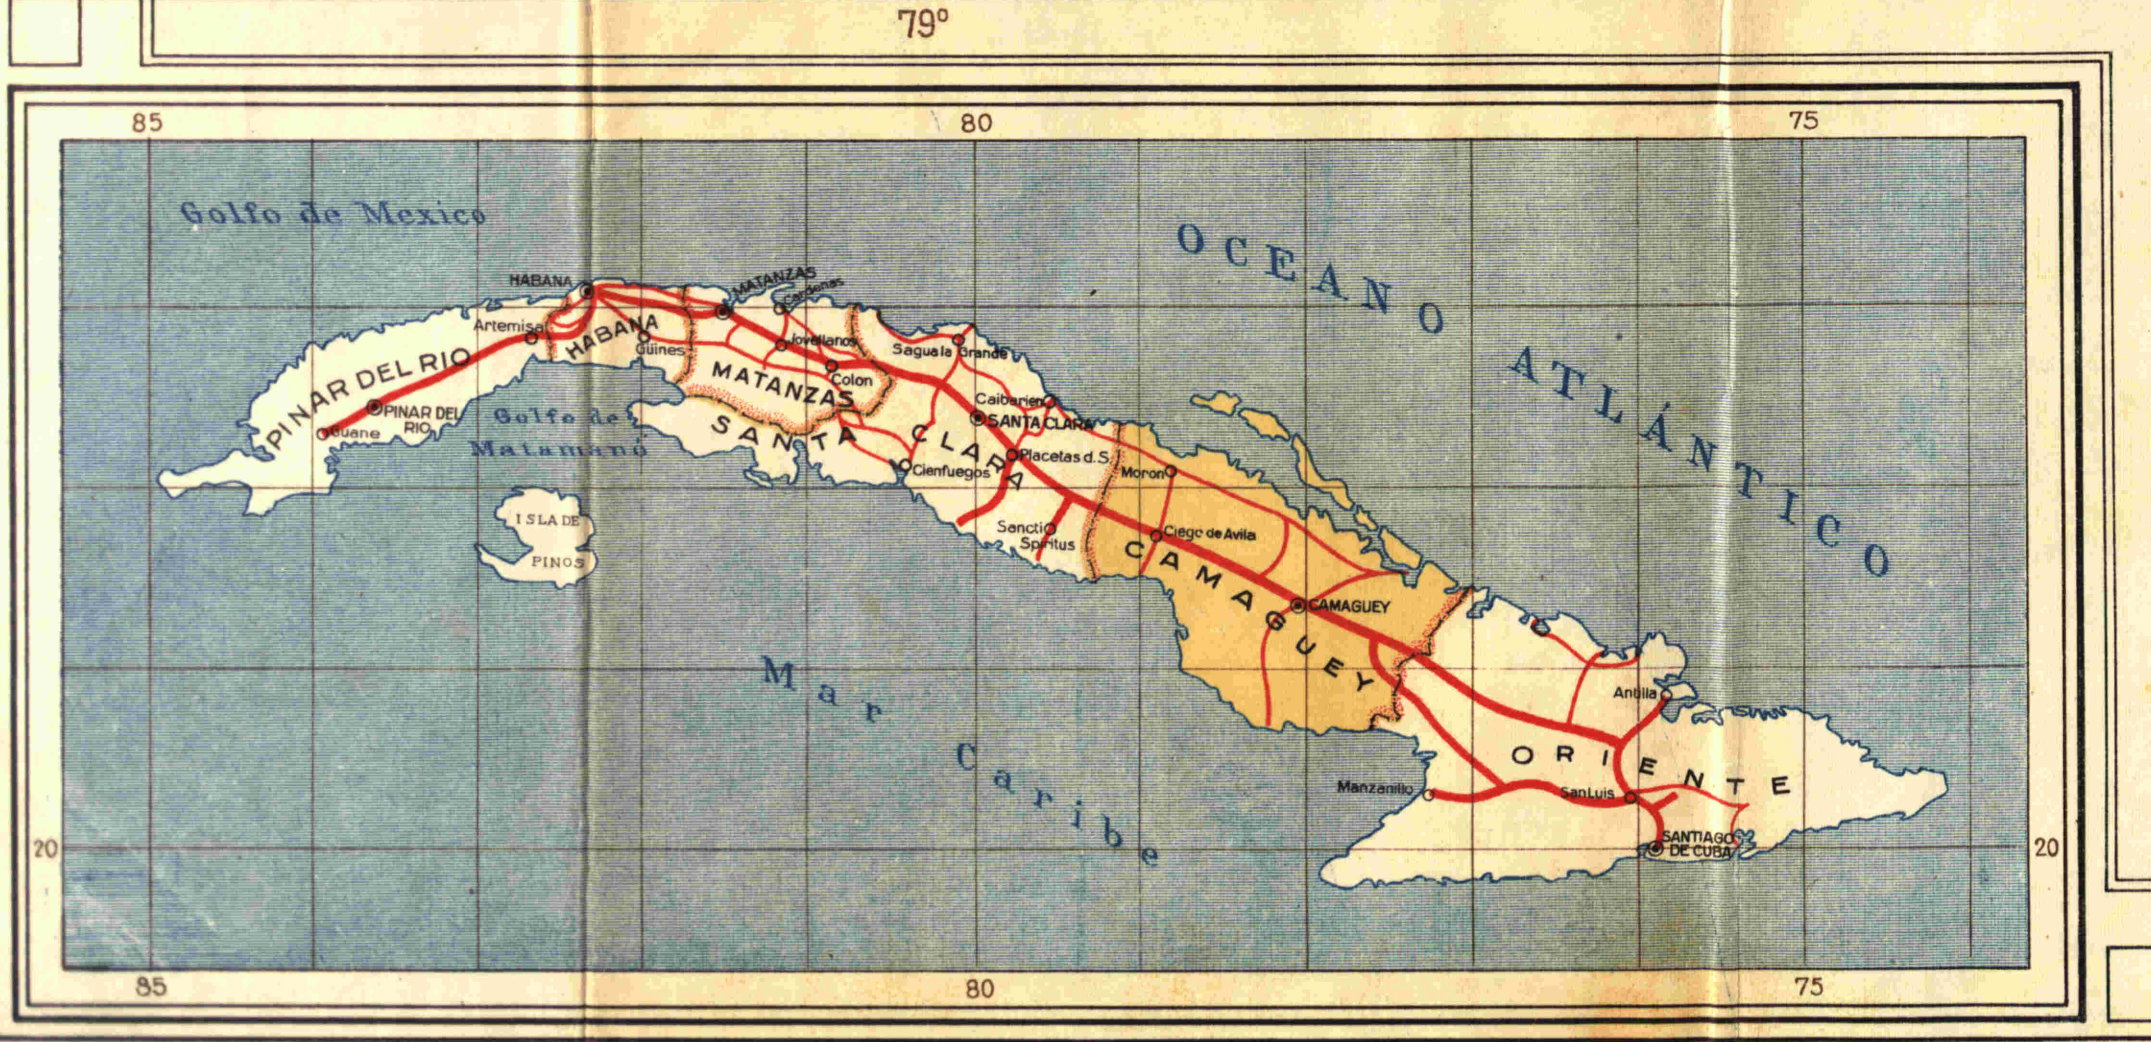 79°
85 80 75
Golfo de Mexico
OCEANO
ATLÁNTICO
HABANA
MATANZAS
Cardenas
Artemisa
HABANA
Güines
Jovellanos
Sagua la Grande
PINAR DEL RIO
MATANZAS
Colon
PINAR DEL
RIO
Guane
Golfo de
Matamanó
SANTA
CLARA
Caibarien
SANTA CLARA
Placetas d. S.
Cienfuegos
Moron
ISLA DE
PINOS
Sancti
Spiritus
Ciego de Avila
CAMAGUEY
CAMAGUEY
Mar
Caribe
Antilla
ORIENTE
Manzanillo
San Luis
SANTIAGO
DE CUBA
20 20
85 80 75